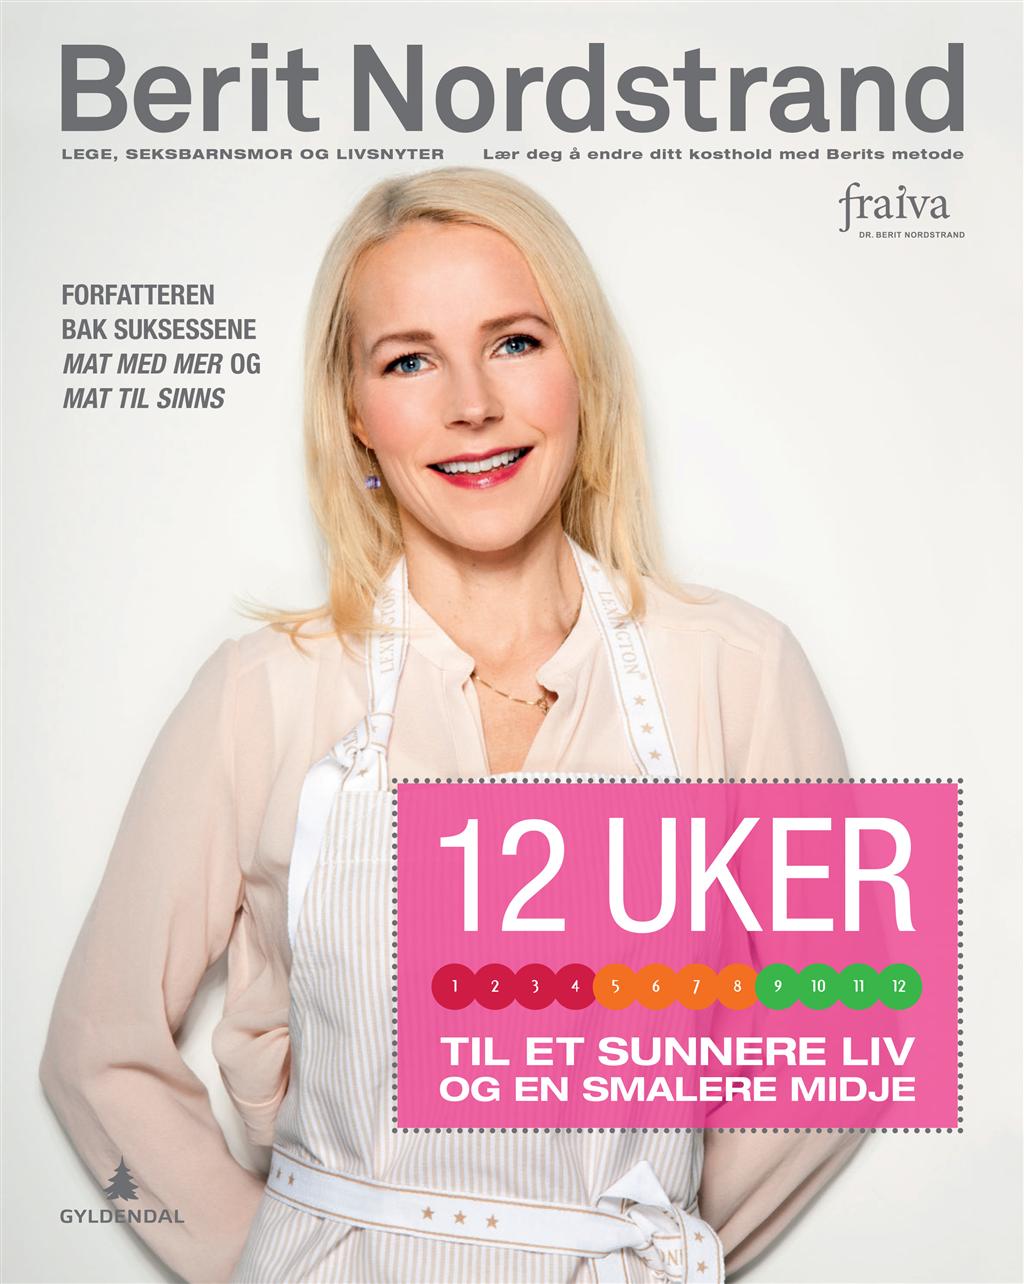 Berit Nordstrand
LEGE, SEKSBARNSMOR OG LIVSNYTER Lær deg å endre ditt kosthold med Berits metode
fraiva
DR. BERIT NORDSTRAND
FORFATTEREN
BAK SUKSESSENE
MAT MED MER OG
MAT TIL SINNS
LEXINGTON
LEXINGTON®
12 UKER
1 2 3 4 5 6 7 8 9 10 11 12
TIL ET SUNNERE LIV
OG EN SMALERE MIDJE
GYLDENDAL